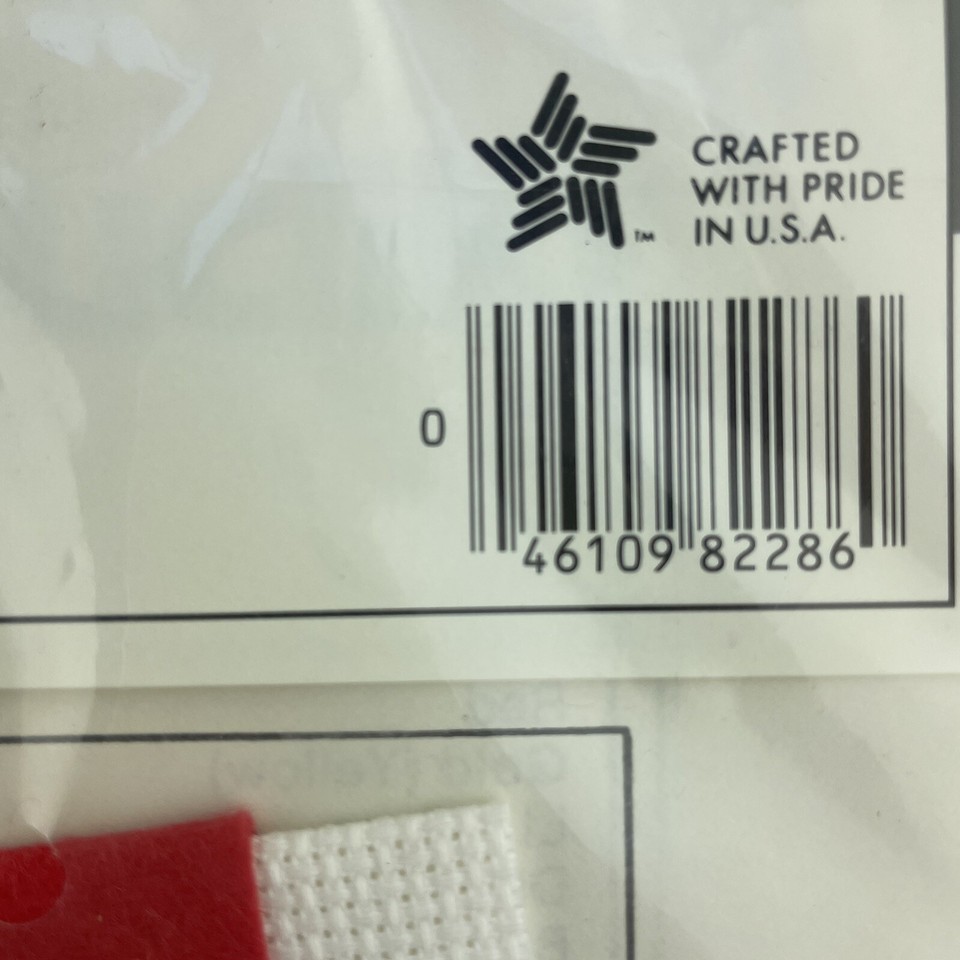 CRAFTED
WITH PRIDE
IN U.S.A.
TM
0 46109 82286